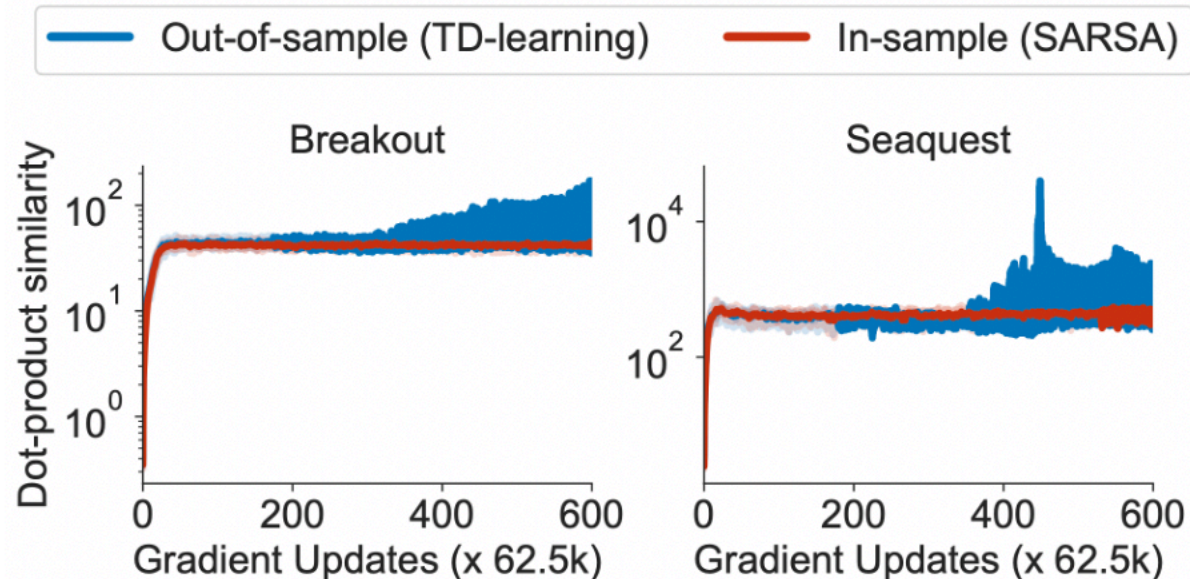 Out-of-sample (TD-learning) In-sample (SARSA)
Breakout
Seaquest
Dot-product similarity
10^2
10^1
10^0
0 200 400 600
Gradient Updates (x 62.5k)
10^4
10^2
0 200 400 600
Gradient Updates (x 62.5k)